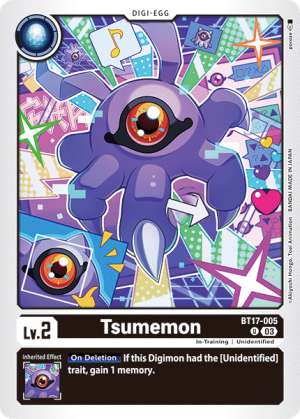 DIGI-EGG
©Akiyoshi Hongo, Toei Animation BANDAI MADE IN JAPAN
BT17-005
Lv.2
Tsumemon
U 03
In-Training | Unidentified
Inherited Effect
On Deletion If this Digimon had the [Unidentified]
trait, gain 1 memory.